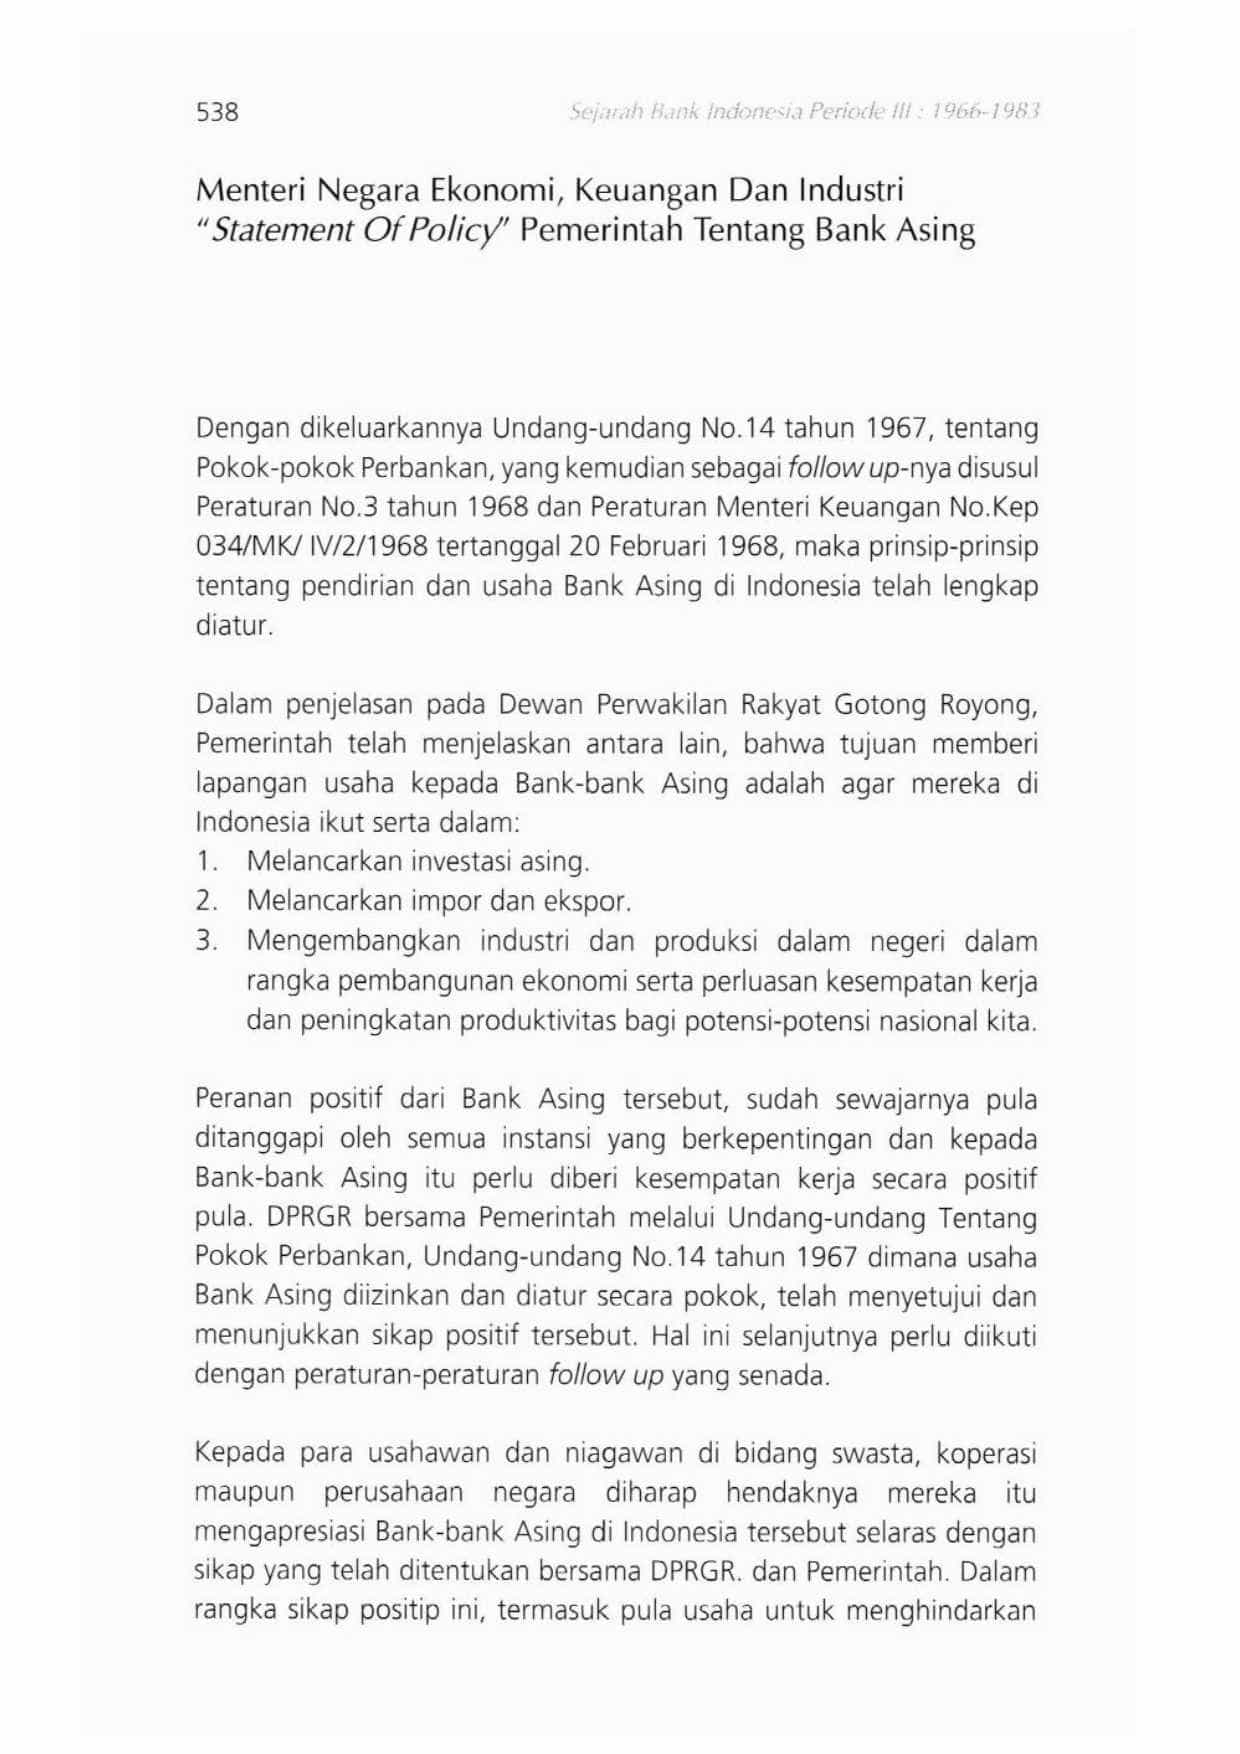 538
Sejarah Bank Indonesia Periode III : 1966-1983
Menteri Negara Ekonomi, Keuangan Dan Industri
“Statement Of Policy” Pemerintah Tentang Bank Asing
Dengan dikeluarkannya Undang-undang No.14 tahun 1967, tentang
Pokok-pokok Perbankan, yang kemudian sebagai follow up-nya disusul
Peraturan No.3 tahun 1968 dan Peraturan Menteri Keuangan No.Kep
034/MK/ IV/2/1968 tertanggal 20 Februari 1968, maka prinsip-prinsip
tentang pendirian dan usaha Bank Asing di Indonesia telah lengkap
diatur.
Dalam penjelasan pada Dewan Perwakilan Rakyat Gotong Royong,
Pemerintah telah menjelaskan antara lain, bahwa tujuan memberi
lapangan usaha kepada Bank-bank Asing adalah agar mereka di
Indonesia ikut serta dalam:
1. Melancarkan investasi asing.
2. Melancarkan impor dan ekspor.
3. Mengembangkan industri dan produksi dalam negeri dalam
rangka pembangunan ekonomi serta perluasan kesempatan kerja
dan peningkatan produktivitas bagi potensi-potensi nasional kita.
Peranan positif dari Bank Asing tersebut, sudah sewajarnya pula
ditanggapi oleh semua instansi yang berkepentingan dan kepada
Bank-bank Asing itu perlu diberi kesempatan kerja secara positif
pula. DPRGR bersama Pemerintah melalui Undang-undang Tentang
Pokok Perbankan, Undang-undang No.14 tahun 1967 dimana usaha
Bank Asing diizinkan dan diatur secara pokok, telah menyetujui dan
menunjukkan sikap positif tersebut. Hal ini selanjutnya perlu diikuti
dengan peraturan-peraturan follow up yang senada.
Kepada para usahawan dan niagawan di bidang swasta, koperasi
maupun perusahaan negara diharap hendaknya mereka itu
mengapresiasi Bank-bank Asing di Indonesia tersebut selaras dengan
sikap yang telah ditentukan bersama DPRGR. dan Pemerintah. Dalam
rangka sikap positip ini, termasuk pula usaha untuk menghindarkan